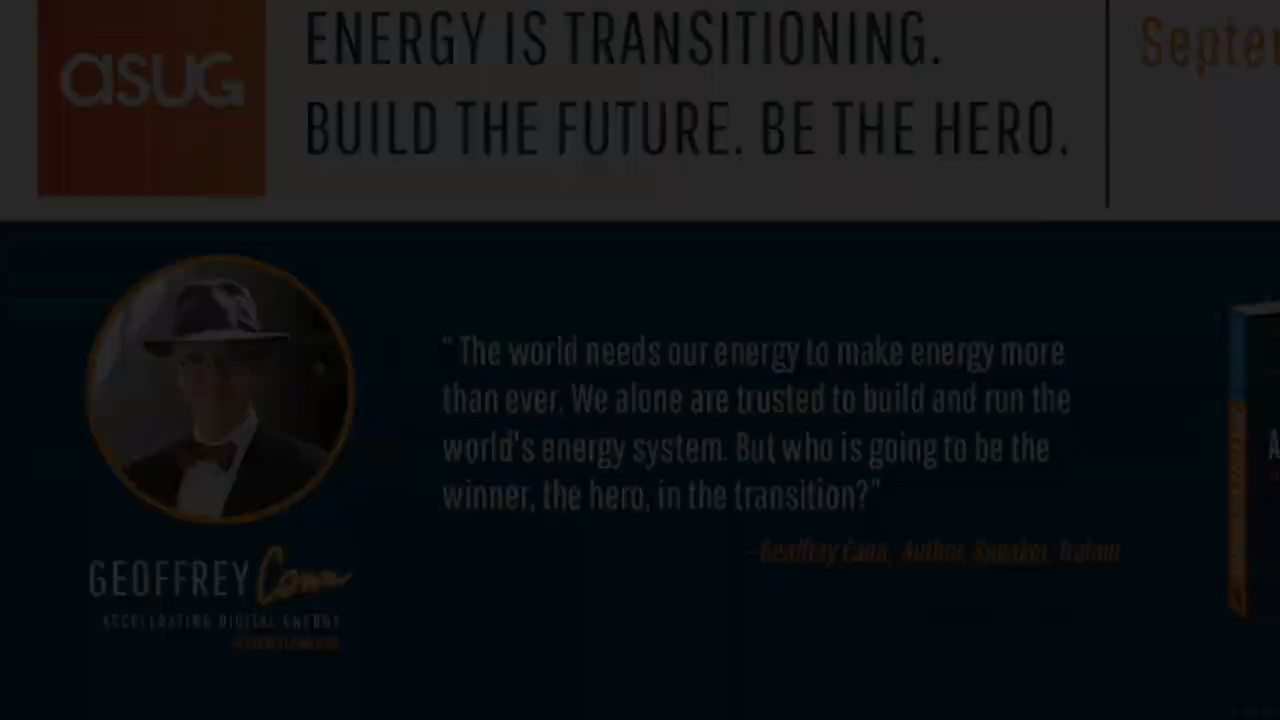 asug
ENERGY IS TRANSITIONING.
BUILD THE FUTURE. BE THE HERO.
Septe
" The world needs our energy to make energy more
than ever. We alone are trusted to build and run the
world's energy system. But who is going to be the
winner, the hero, in the transition?"
-Geoffrey Cann, Author, Speaker, Trainer
GEOFFREY Cann
ACCELERATING DIGITAL ENERGY
A